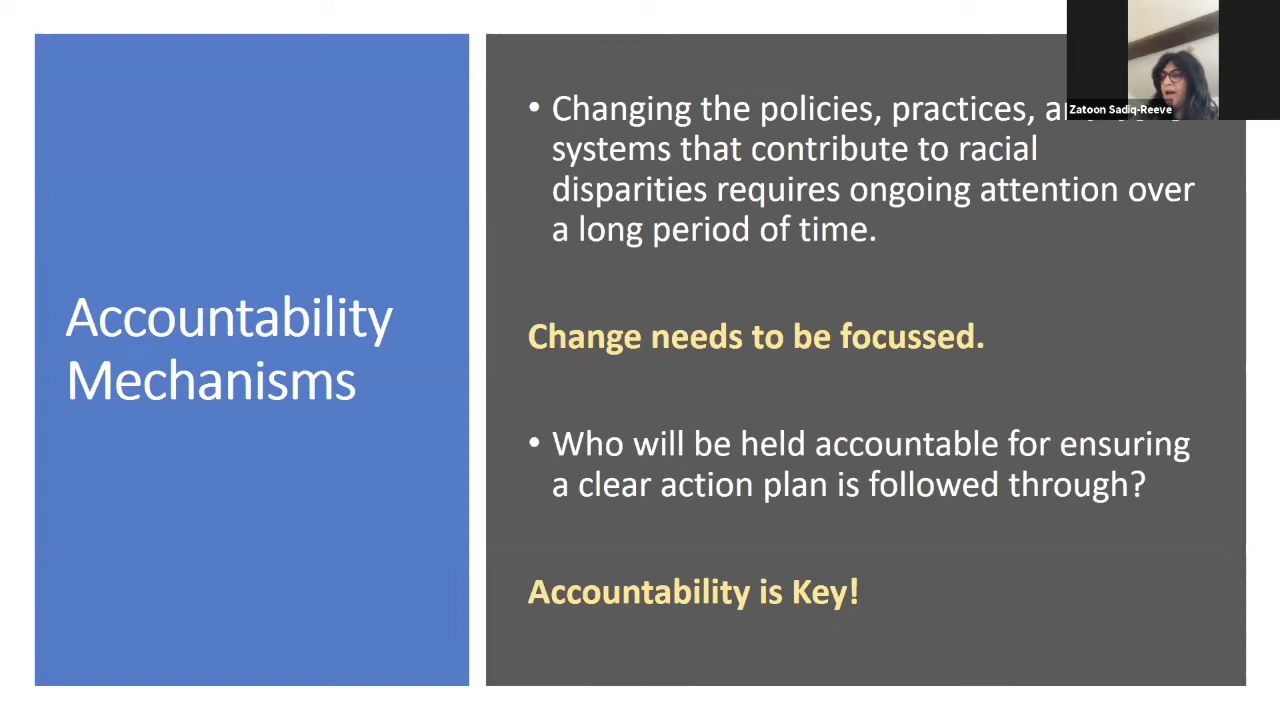 Accountability
Mechanisms
• Changing the policies, practices,
systems that contribute to racial
disparities requires ongoing attention over
a long period of time.
Change needs to be focussed.
• Who will be held accountable for ensuring
a clear action plan is followed through?
Accountability is Key!
Zatoon Sadiq-Reeve